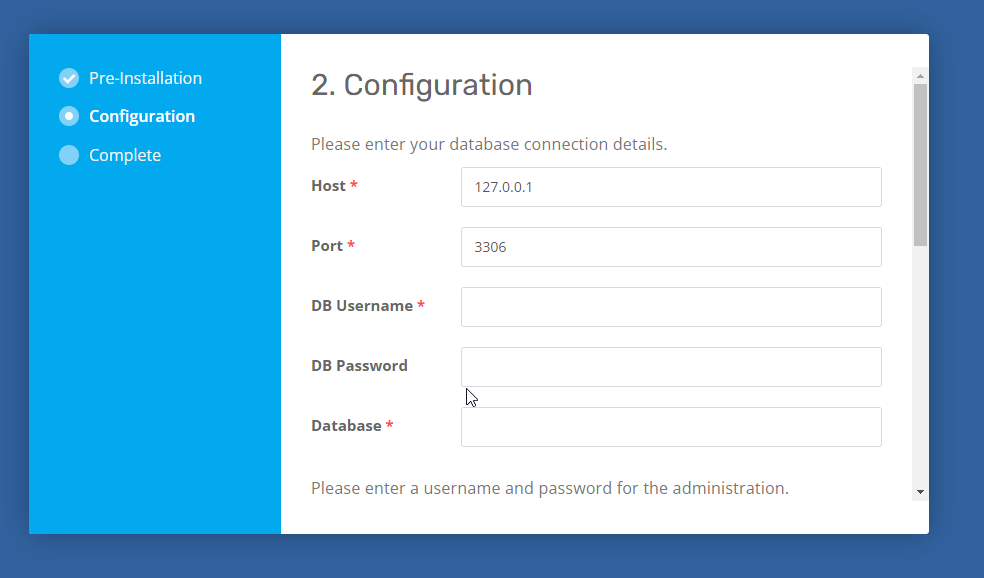 Pre-Installation
Configuration
Complete
2. Configuration
Please enter your database connection details.
Host *
127.0.0.1
Port *
3306
DB Username *
DB Password
Database *
Please enter a username and password for the administration.